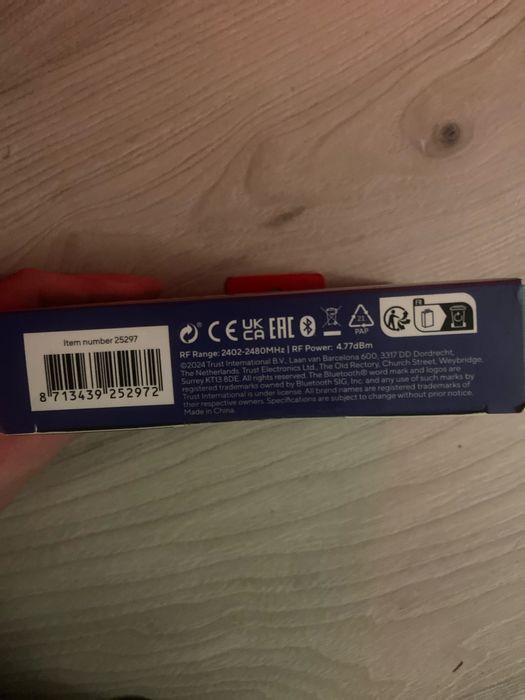 Item number 25297
8 713439 252972
CE UK CA EAC
21
PAP
FR
RF Range: 2402-2480MHz | RF Power: 4.77dBm
©2024 Trust International B.V., Laan van Barcelona 600, 3317 DD Dordrecht,
The Netherlands. Trust Electronics Ltd., The Old Rectory, Church Street, Weybridge,
Surrey KT13 8DE. All rights reserved. The Bluetooth® word mark and logos are
registered trademarks owned by Bluetooth SIG, Inc. and any use of such marks by
Trust International is under license. All brand names are registered trademarks of
their respective owners. Specifications are subject to change without prior notice.
Made in China.